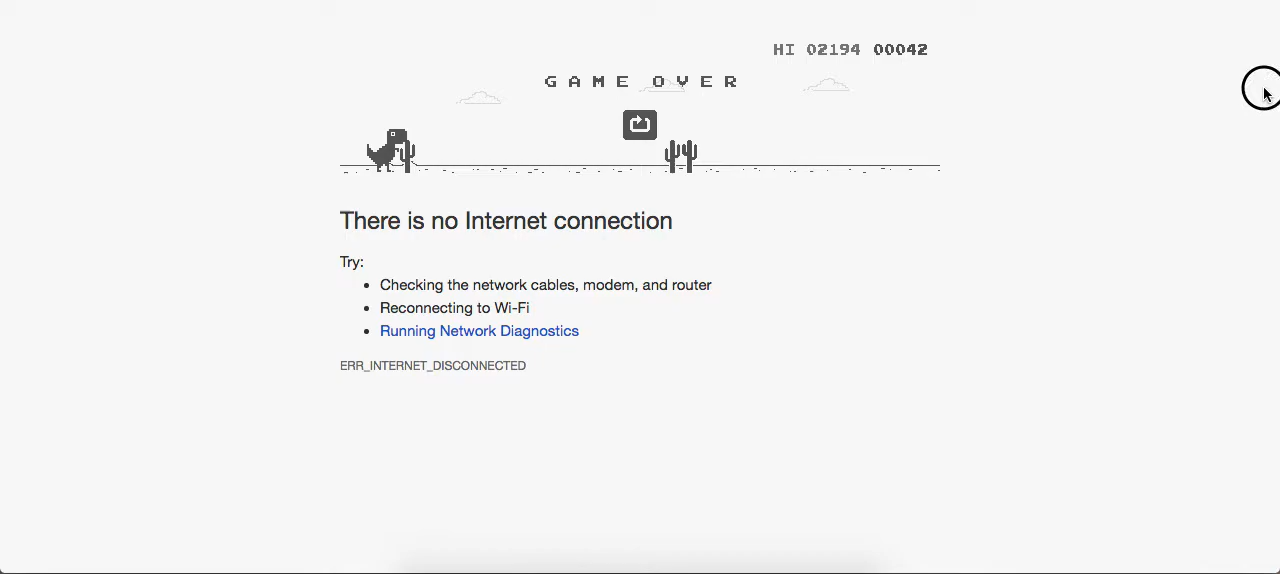 HI 02194 00042
GAME OVER
There is no Internet connection
Try:
Checking the network cables, modem, and router
Reconnecting to Wi-Fi
Running Network Diagnostics
ERR_INTERNET_DISCONNECTED